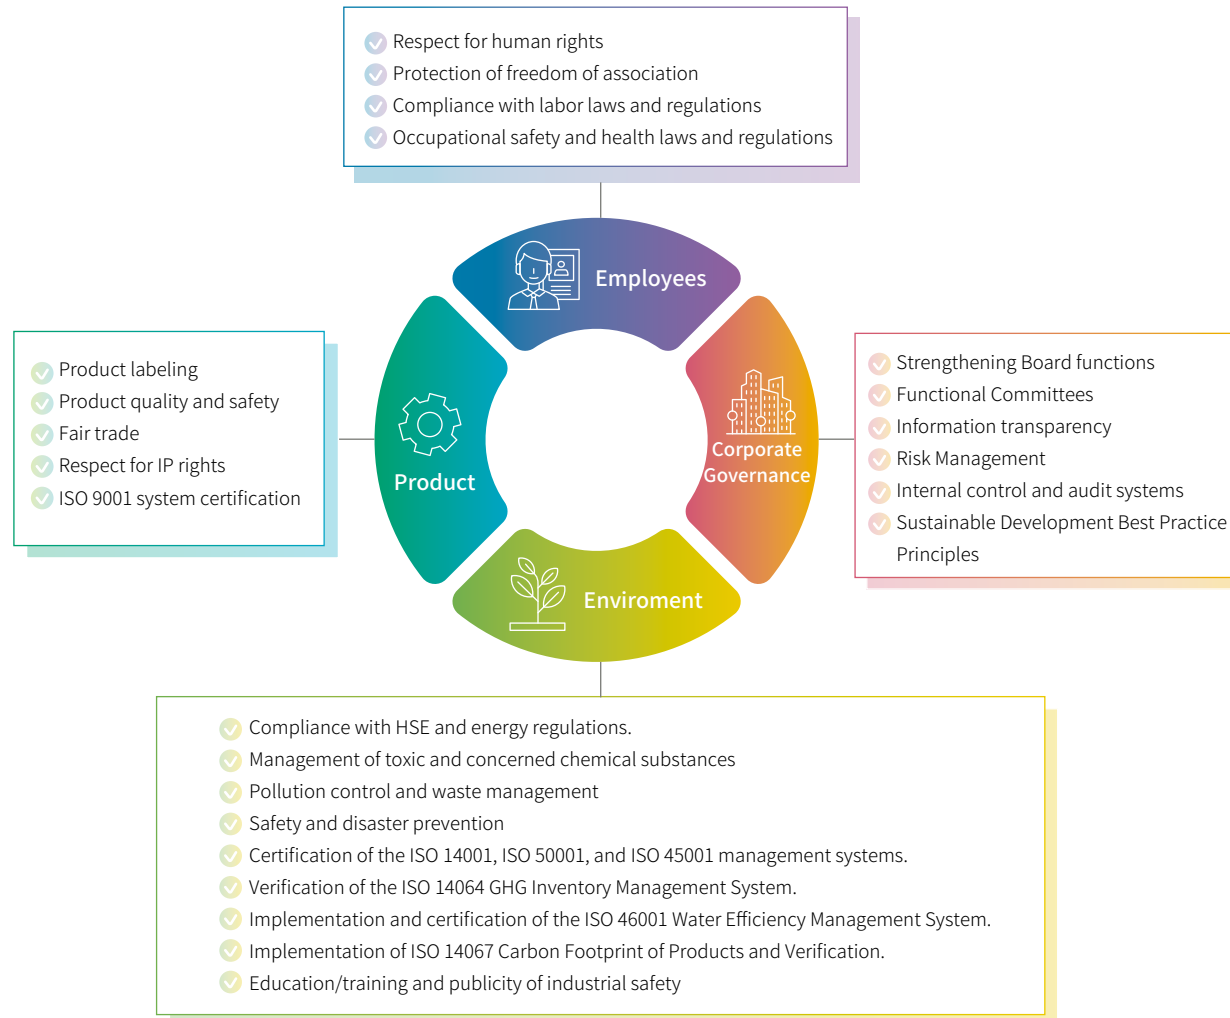 Respect for human rights
Protection of freedom of association
Compliance with labor laws and regulations
Occupational safety and health laws and regulations
Employees
Product labeling
Product quality and safety
Fair trade
Respect for IP rights
ISO 9001 system certification
Product
Corporate
Governance
Strengthening Board functions
Functional Committees
Information transparency
Risk Management
Internal control and audit systems
Sustainable Development Best Practice
Principles
Enviroment
Compliance with HSE and energy regulations.
Management of toxic and concerned chemical substances
Pollution control and waste management
Safety and disaster prevention
Certification of the ISO 14001, ISO 50001, and ISO 45001 management systems.
Verification of the ISO 14064 GHG Inventory Management System.
Implementation and certification of the ISO 46001 Water Efficiency Management System.
Implementation of ISO 14067 Carbon Footprint of Products and Verification.
Education/training and publicity of industrial safety